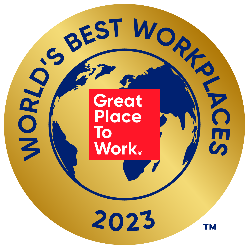 WORLD'S BEST WORKPLACES
Great
Place
To
Work.
2023
TM